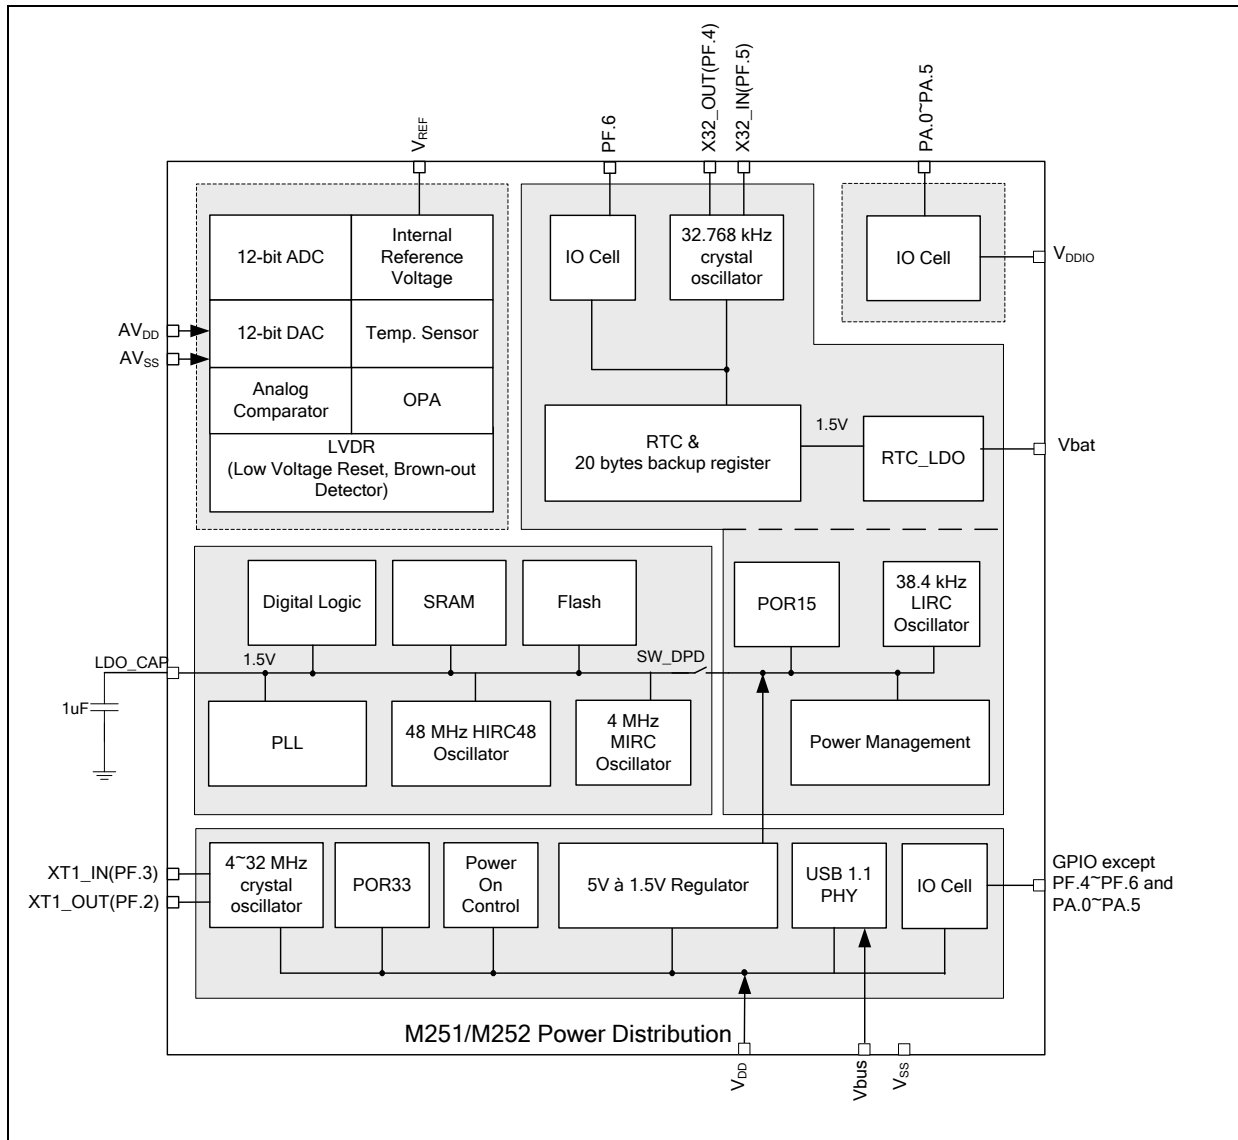 X32_OUT(PF.4)
X32_IN(PF.5)
PA.0~PA.5
PF.6
VREF
12-bit ADC
Internal
Reference
Voltage
IO Cell
32.768 kHz
crystal
oscillator
IO Cell
VDDIO
AVDD
AVSS
12-bit DAC
Temp. Sensor
Analog
Comparator
OPA
LVDR
(Low Voltage Reset, Brown-out
Detector)
RTC &
20 bytes backup register
1.5V
RTC_LDO
Vbat
Digital Logic
SRAM
Flash
POR15
38.4 kHz
LIRC
Oscillator
LDO_CAP
1.5V
SW_DPD
1uF
PLL
48 MHz HIRC48
Oscillator
4 MHz
MIRC
Oscillator
Power Management
XT1_IN(PF.3)
XT1_OUT(PF.2)
4~32 MHz
crystal
oscillator
POR33
Power
On
Control
5V à 1.5V Regulator
USB 1.1
PHY
IO Cell
GPIO except
PF.4~PF.6 and
PA.0~PA.5
M251/M252 Power Distribution
VDD
Vbus
VSS